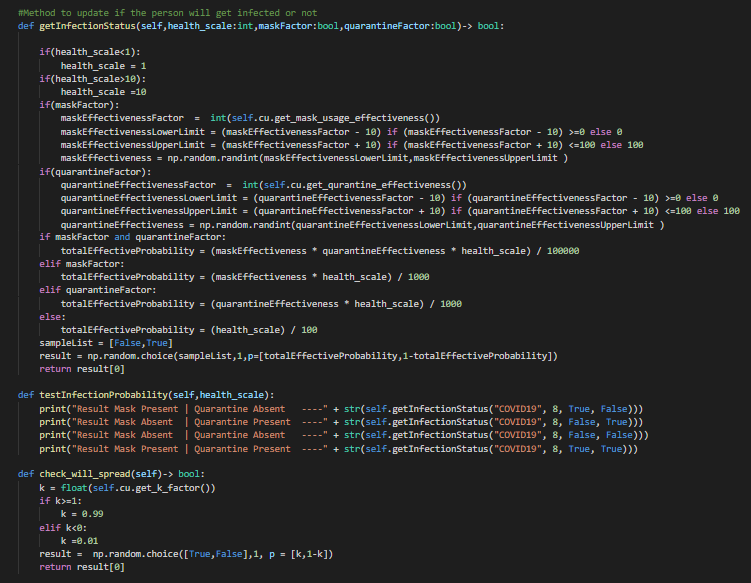 #Method to update if the person will get infected or not
def getInfectionStatus(self,health_scale:int,maskFactor:bool,quarantineFactor:bool)-> bool:
if(health_scale<1):
health_scale = 1
if(health_scale>10):
health_scale =10
if(maskFactor):
maskEffectivenessFactor  =  int(self.cu.get_mask_usage_effectiveness())
maskEffectivenessLowerLimit = (maskEffectivenessFactor - 10) if (maskEffectivenessFactor - 10) >=0 else 0
maskEffectivenessUpperLimit = (maskEffectivenessFactor + 10) if (maskEffectivenessFactor + 10) <=100 else 100
maskEffectiveness = np.random.randint(maskEffectivenessLowerLimit,maskEffectivenessUpperLimit )
if(quarantineFactor):
quarantineEffectivenessFactor  =  int(self.cu.get_qurantine_effectiveness())
quarantineEffectivenessLowerLimit = (quarantineEffectivenessFactor - 10) if (quarantineEffectivenessFactor - 10) >=0 else 0
quarantineEffectivenessUpperLimit = (quarantineEffectivenessFactor + 10) if (quarantineEffectivenessFactor + 10) <=100 else 100
quarantineEffectiveness = np.random.randint(quarantineEffectivenessLowerLimit,quarantineEffectivenessUpperLimit )
if maskFactor and quarantineFactor:
totalEffectiveProbability = (maskEffectiveness * quarantineEffectiveness * health_scale) / 100000
elif maskFactor:
totalEffectiveProbability = (maskEffectiveness * health_scale) / 1000
elif quarantineFactor:
totalEffectiveProbability = (quarantineEffectiveness * health_scale) / 1000
else:
totalEffectiveProbability = (health_scale) / 100
sampleList = [False,True]
result = np.random.choice(sampleList,1,p=[totalEffectiveProbability,1-totalEffectiveProbability])
return result[0]
def testInfectionProbability(self,health_scale):
print("Result Mask Present | Quarantine Absent   ----" + str(self.getInfectionStatus("COVID19", 8, True, False)))
print("Result Mask Absent  | Quarantine Present  ----" + str(self.getInfectionStatus("COVID19", 8, False, True)))
print("Result Mask Absent  | Quarantine Absent   ----" + str(self.getInfectionStatus("COVID19", 8, False, False)))
print("Result Mask Present | Quarantine Present  ----" + str(self.getInfectionStatus("COVID19", 8, True, True)))
def check_will_spread(self)-> bool:
k = float(self.cu.get_k_factor())
if k>=1:
k = 0.99
elif k<0:
k =0.01
result =  np.random.choice([True,False],1, p = [k,1-k])
return result[0]